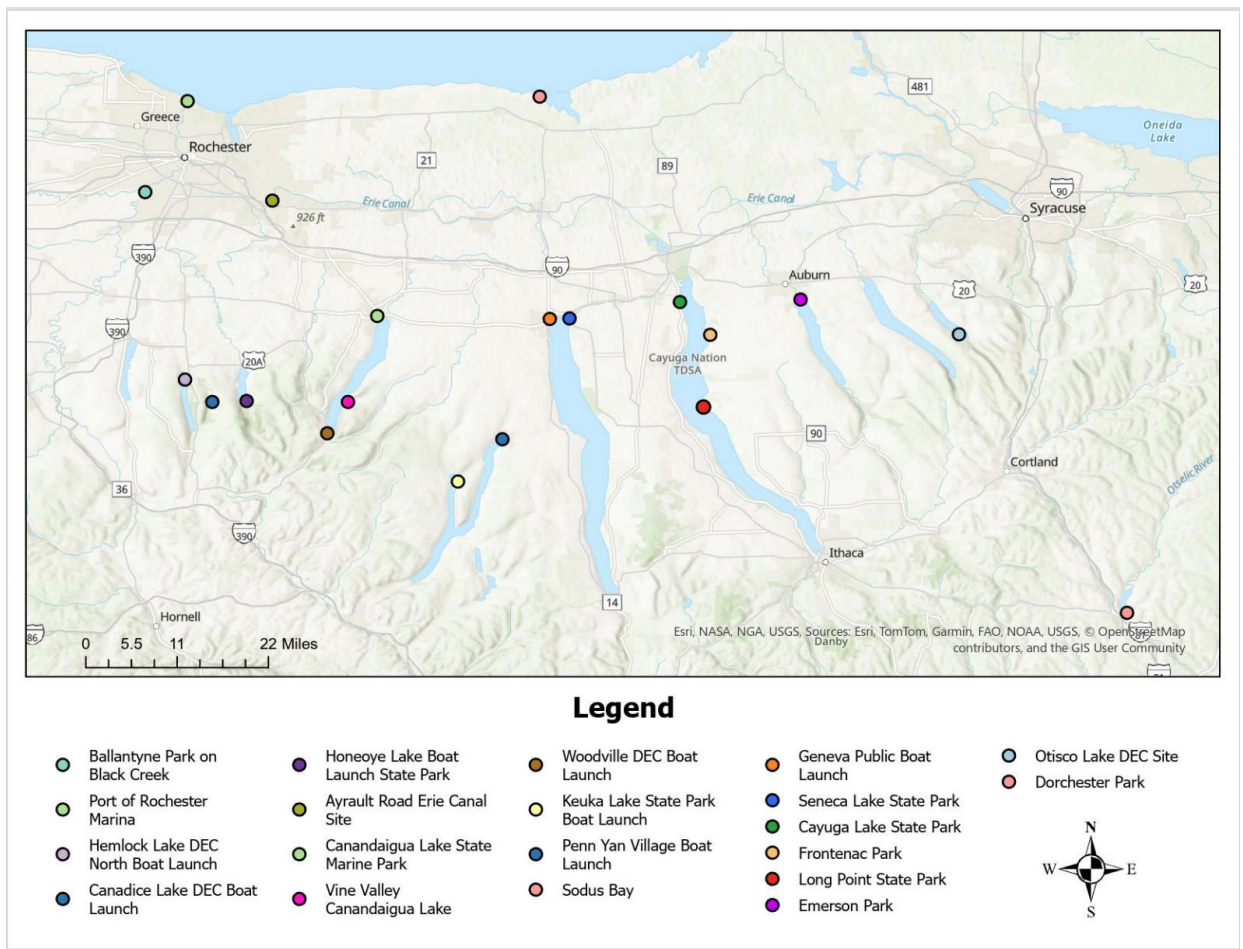 481
Greece
Oneida
Lake
Rochester
21
89
90
Erie Canal
Erie Canal
Syracuse
926 ft
390
90
Auburn
20
20
390
Cayuga Nation
TDSA
20A
90
Cortland
36
Otselic River
390
Ithaca
14
Hornell
86
Esri, NASA, NGA, USGS, Sources: Esri, TomTom, Garmin, FAO, NOAA, USGS, © OpenStreetMap
contributors, and the GIS User Community
Danby
81
81
0 5.5 11 22 Miles
Legend
Ballantyne Park on
Black Creek
Port of Rochester
Marina
Hemlock Lake DEC
North Boat Launch
Canadice Lake DEC Boat
Launch
Honeoye Lake Boat
Launch State Park
Ayrault Road Erie Canal
Site
Canandaigua Lake State
Marine Park
Vine Valley
Canandaigua Lake
Woodville DEC Boat
Launch
Keuka Lake State Park
Boat Launch
Penn Yan Village Boat
Launch
Sodus Bay
Geneva Public Boat
Launch
Seneca Lake State Park
Cayuga Lake State Park
Frontenac Park
Long Point State Park
Emerson Park
Otisco Lake DEC Site
Dorchester Park
N
W E
S